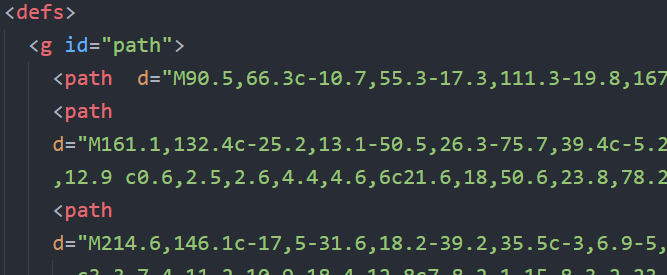 <defs>
<g id="path">
<path  d="M90.5,66.3c-10.7,55.3-17.3,111.3-19.8,167
<path
d="M161.1,132.4c-25.2,13.1-50.5,26.3-75.7,39.4c-5.2
,12.9 c0.6,2.5,2.6,4.4,4.6,6c21.6,18,50.6,23.8,78.2
<path
d="M214.6,146.1c-17,5-31.6,18.2-39.2,35.5c-3,6.9-5,